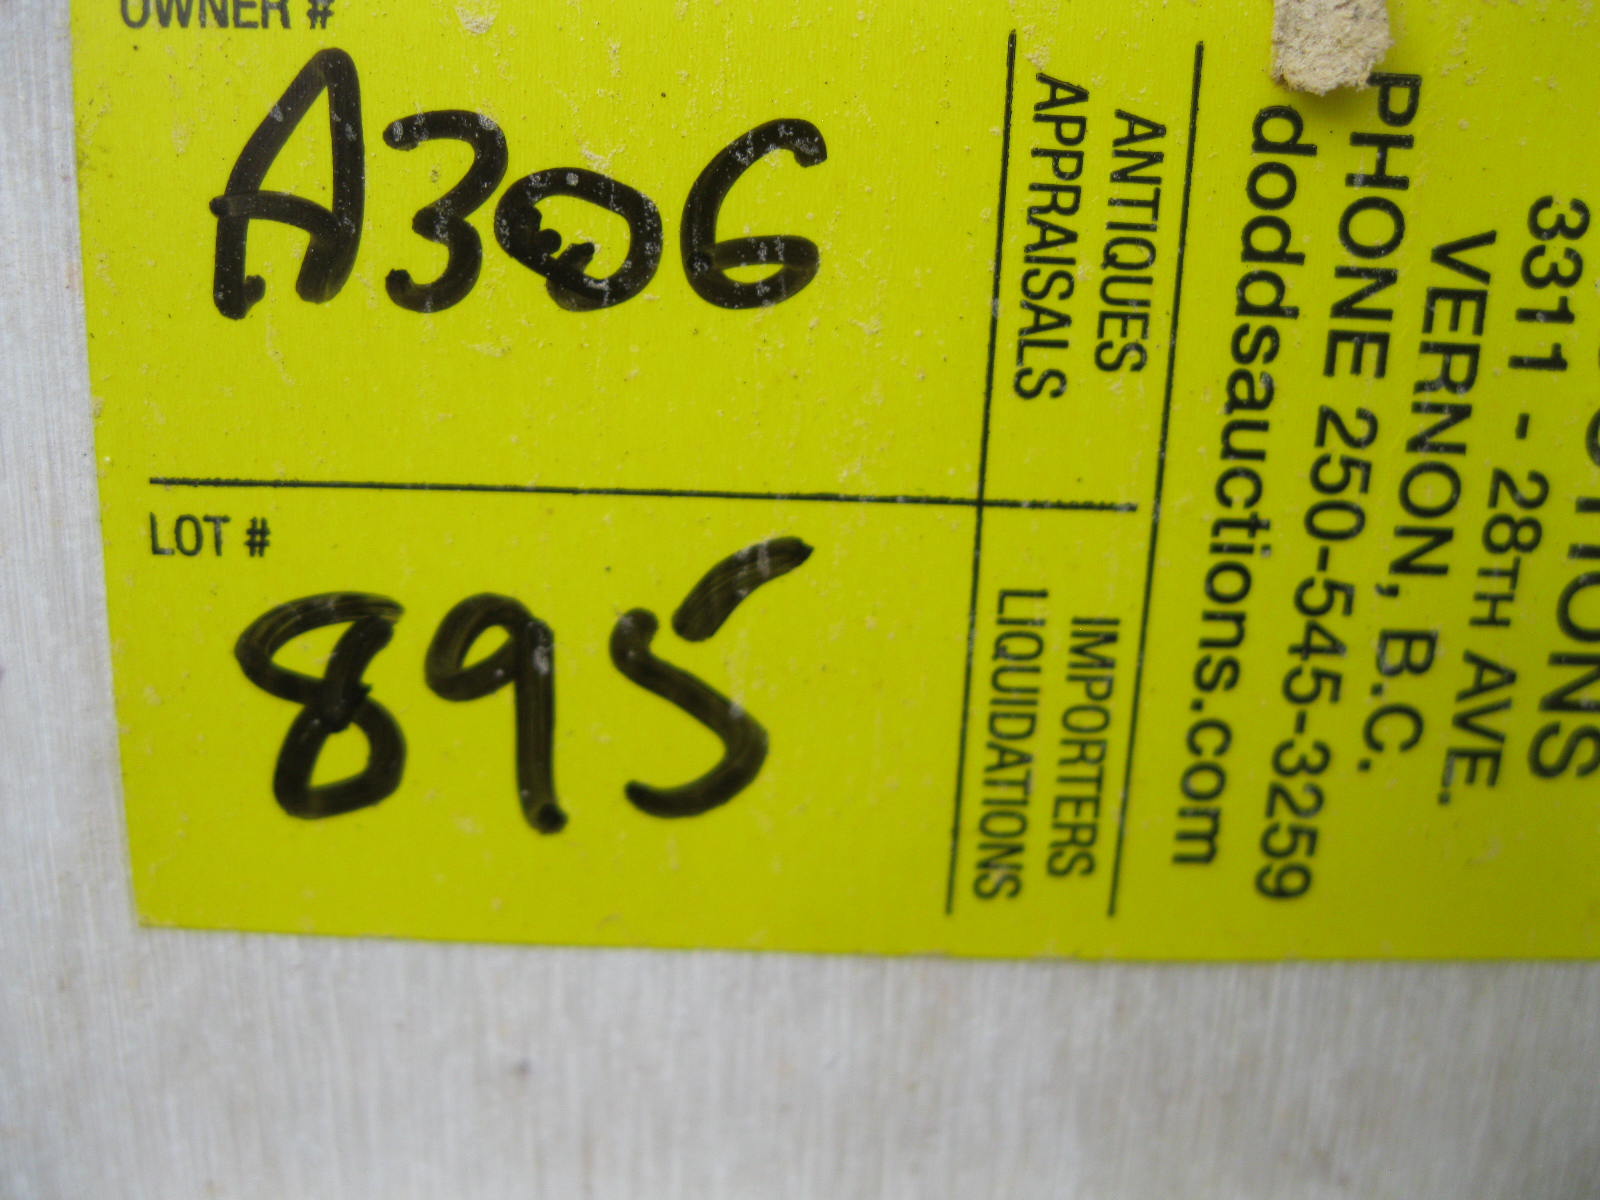 OWNER #
A306
LOT #
895
ANTIQUES
APPRAISALS
IMPORTERS
LIQUIDATIONS
3311 - 28TH AVE.
VERNON, B.C.
PHONE 250-545-3259
doddsauctions.com